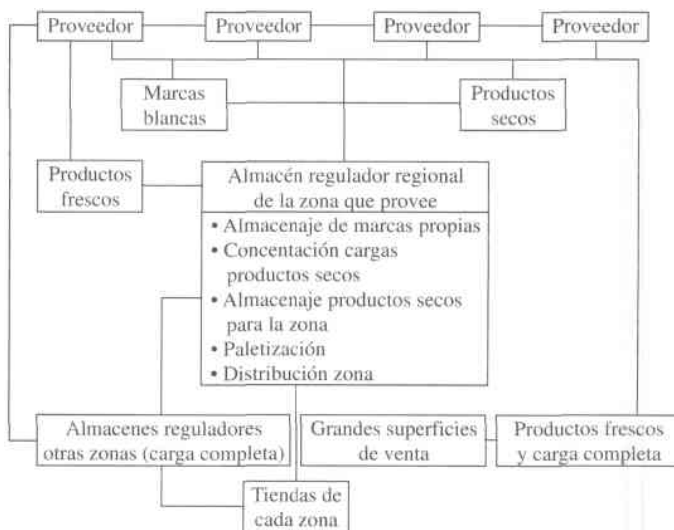 Proveedor
Proveedor
Proveedor
Proveedor
Marcas
blancas
Productos
secos
Productos
frescos
Almacén regulador regional
de la zona que provee
• Almacenaje de marcas propias
• Concentación cargas
productos secos
• Almacenaje productos secos
para la zona
• Paletización
• Distribución zona
Almacenes reguladores
otras zonas (carga completa)
Grandes superficies
de venta
Productos frescos
y carga completa
Tiendas de
cada zona